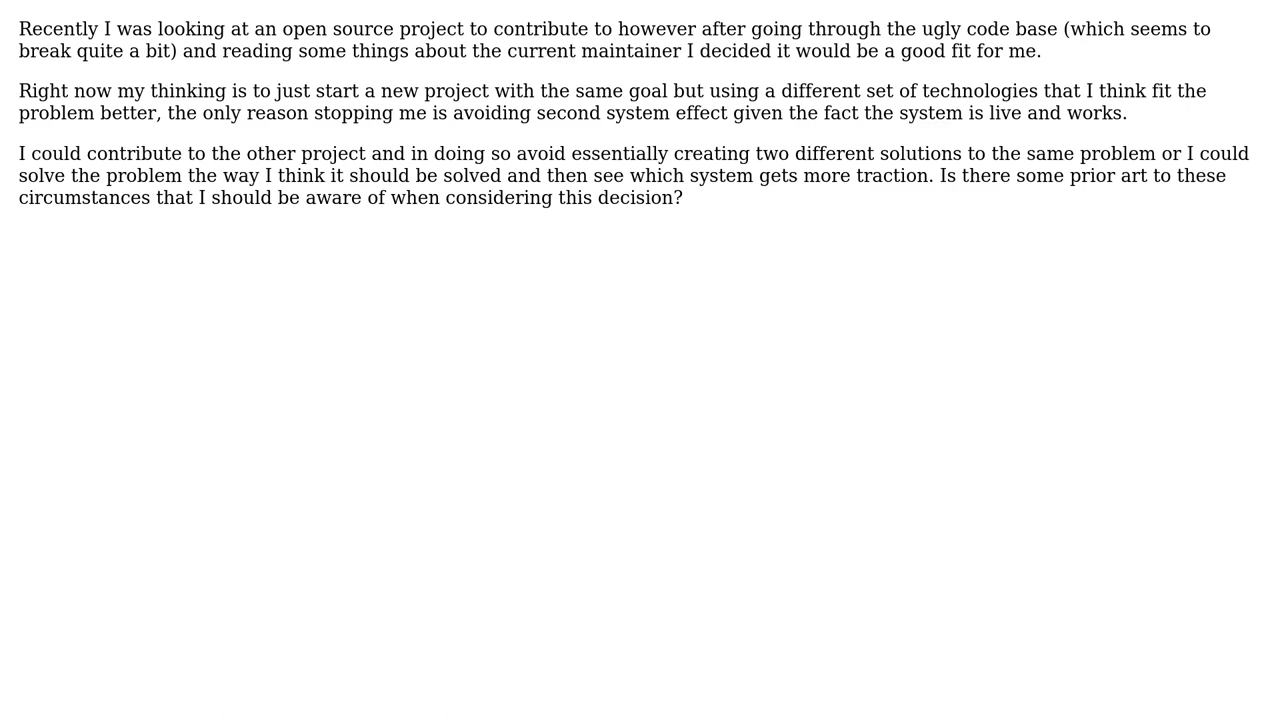 Recently I was looking at an open source project to contribute to however after going through the ugly code base (which seems to
break quite a bit) and reading some things about the current maintainer I decided it would be a good fit for me.
Right now my thinking is to just start a new project with the same goal but using a different set of technologies that I think fit the
problem better, the only reason stopping me is avoiding second system effect given the fact the system is live and works.
I could contribute to the other project and in doing so avoid essentially creating two different solutions to the same problem or I could
solve the problem the way I think it should be solved and then see which system gets more traction. Is there some prior art to these
circumstances that I should be aware of when considering this decision?